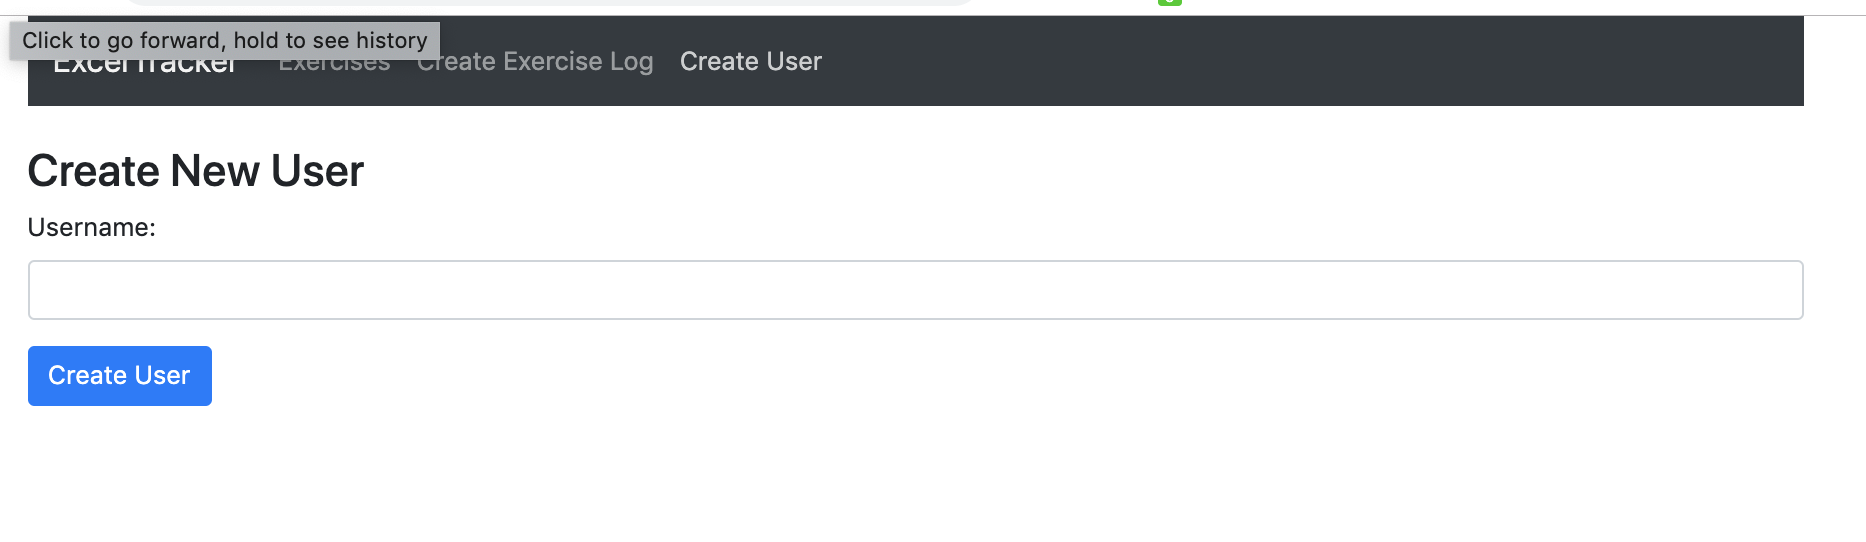 Click to go forward, hold to see history
Exercises Create Exercise Log Create User
Create New User
Username:
Create User